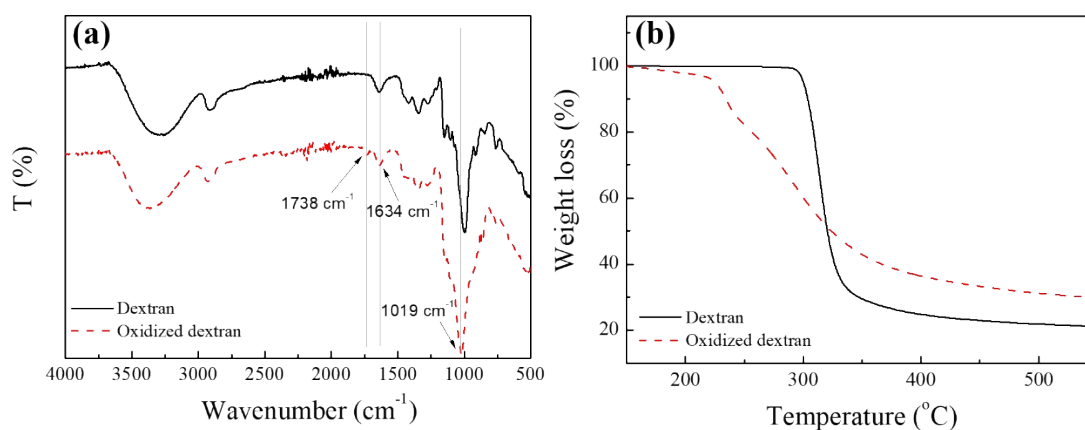 (a)
T (%)
1738 cm⁻¹
1634 cm⁻¹
1019 cm⁻¹
Dextran
Oxidized dextran
4000 3500 3000 2500 2000 1500 1000 500
Wavenumber (cm⁻¹)
(b)
Weight loss (%)
100
80
60
40
20
Dextran
Oxidized dextran
200 300 400 500
Temperature (°C)